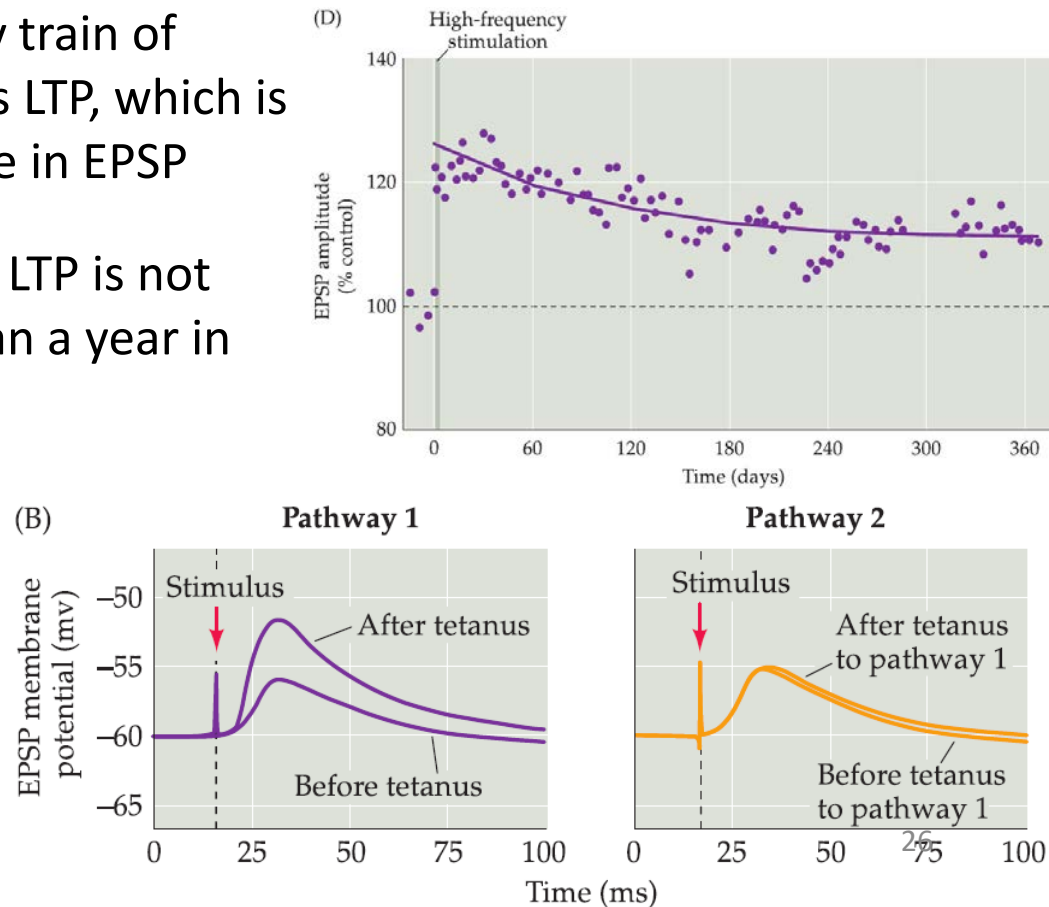 y train of
s LTP, which is
e in EPSP
LTP is not
an a year in
(D)
High-frequency
stimulation
EPSP amplitutde
(% control)
140
120
100
80
0 60 120 180 240 300 360
Time (days)
(B)
Pathway 1
EPSP membrane
potential (mv)
–50
–55
–60
–65
Stimulus
After tetanus
Before tetanus
0 25 50 75 100
Pathway 2
Stimulus
After tetanus
to pathway 1
Before tetanus
to pathway 1
26
0 25 50 75 100
Time (ms)